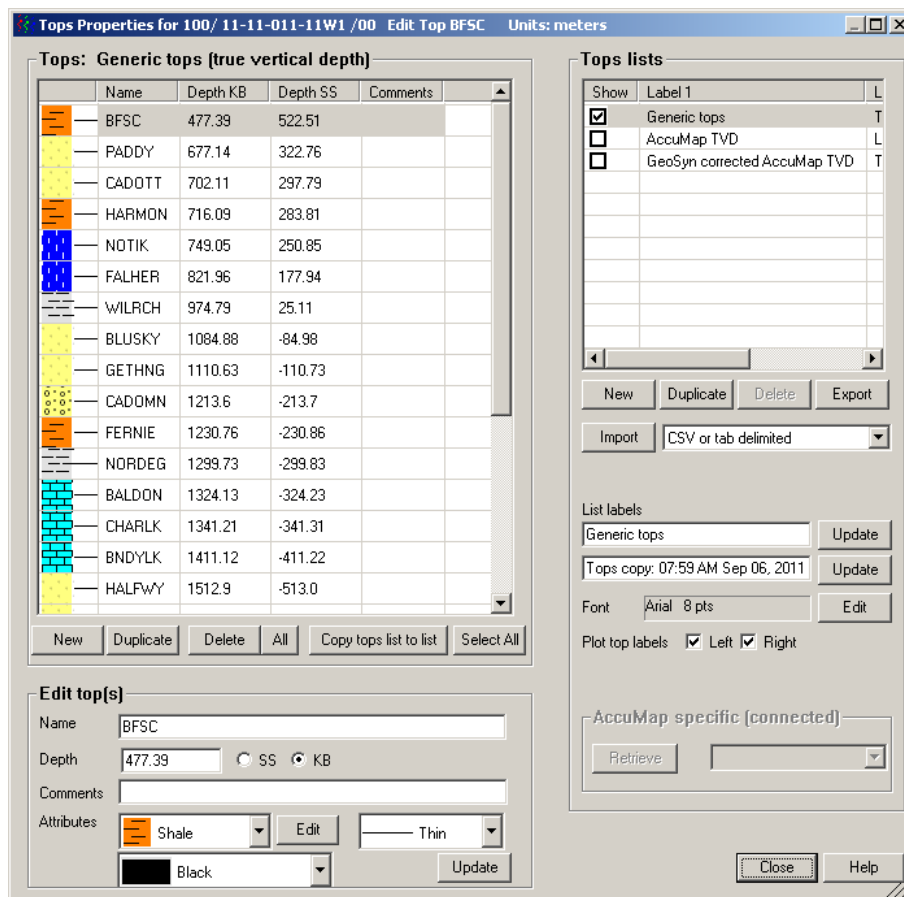 Tops Properties for 100/ 11-11-011-11W1 /00 Edit Top BFSC Units: meters
Tops: Generic tops (true vertical depth)
Name Depth KB Depth SS Comments
BFSC 477.39 522.51
PADDY 677.14 322.76
CADOTT 702.11 297.79
HARMON 716.09 283.81
NOTIK 749.05 250.85
FALHER 821.96 177.94
WILRCH 974.79 25.11
BLUSKY 1084.88 -84.98
GETHNG 1110.63 -110.73
CADOMN 1213.6 -213.7
FERNIE 1230.76 -230.86
NORDEG 1299.73 -299.83
BALDON 1324.13 -324.23
CHARLK 1341.21 -341.31
BNDYLK 1411.12 -411.22
HALFWY 1512.9 -513.0
New Duplicate Delete All Copy tops list to list Select All
Edit top(s)
Name BFSC
Depth 477.39 SS KB
Comments
Attributes Shale Edit Thin
Black Update
Tops lists
Show Label 1 L
Generic tops T
AccuMap TVD L
GeoSyn corrected AccuMap TVD T
New Duplicate Delete Export
Import CSV or tab delimited
List labels
Generic tops Update
Tops copy: 07:59 AM Sep 06, 2011 Update
Font Arial 8 pts Edit
Plot top labels Left Right
AccuMap specific (connected)
Retrieve
Close Help